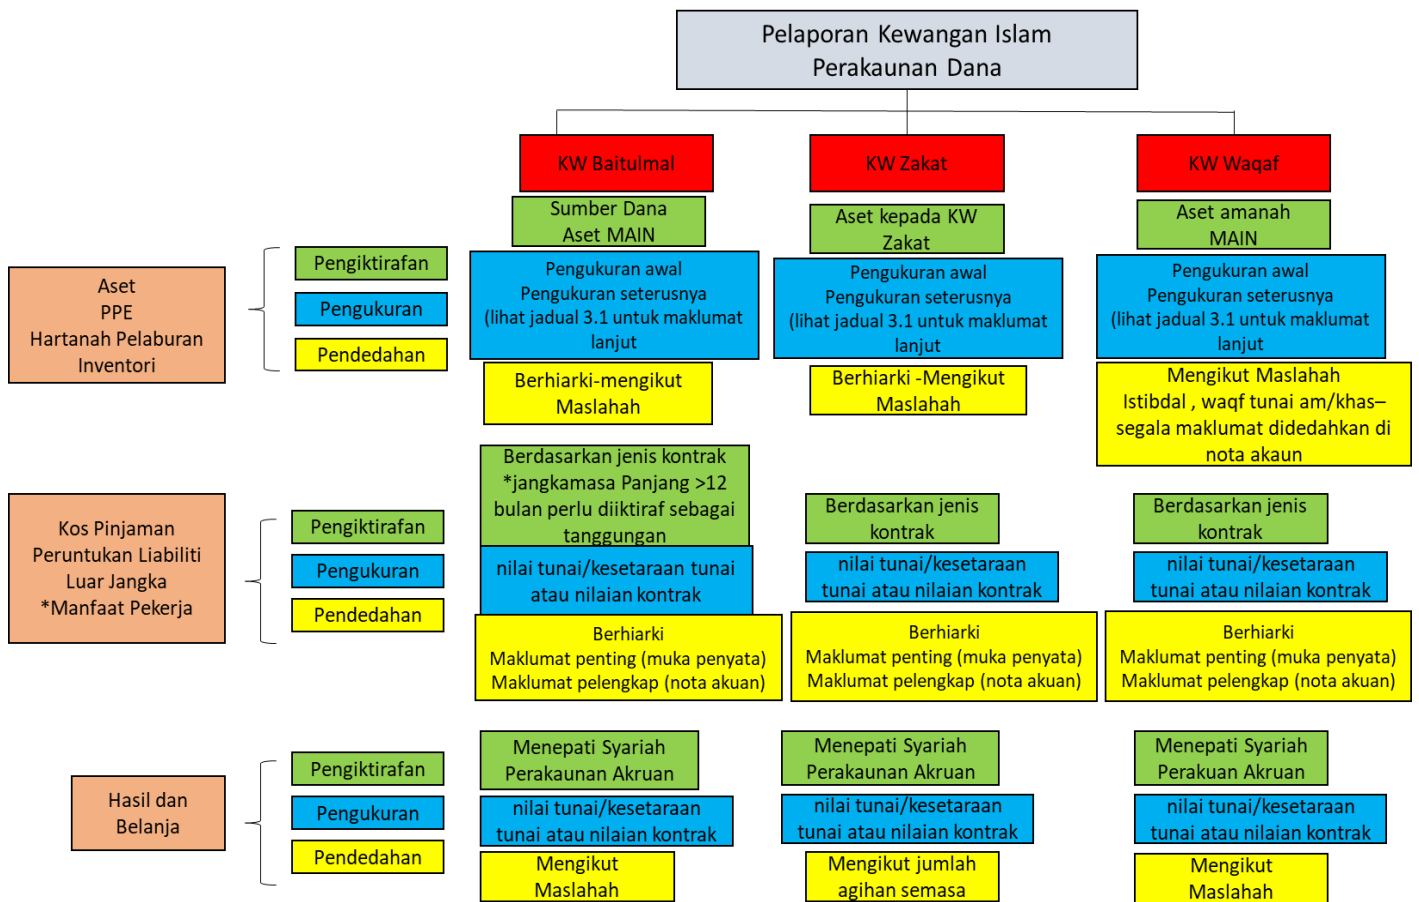 Pelaporan Kewangan Islam
Perakaunan Dana
KW Baitulmal
KW Zakat
KW Waqaf
Aset
PPE
Hartanah Pelaburan
Inventori
Pengiktirafan
Pengukuran
Pendedahan
Sumber Dana
Aset MAIN
Aset kepada KW
Zakat
Aset amanah
MAIN
Pengukuran awal
Pengukuran seterusnya
(lihat jadual 3.1 untuk maklumat
lanjut
Pengukuran awal
Pengukuran seterusnya
(lihat jadual 3.1 untuk maklumat
lanjut
Pengukuran awal
Pengukuran seterusnya
(lihat jadual 3.1 untuk maklumat
lanjut
Berhiarki-mengikut
Maslahah
Berhiarki -Mengikut
Maslahah
Mengikut Maslahah
Istibdal , waqf tunai am/khas–
segala maklumat didedahkan di
nota akaun
Kos Pinjaman
Peruntukan Liabiliti
Luar Jangka
*Manfaat Pekerja
Pengiktirafan
Pengukuran
Pendedahan
Berdasarkan jenis kontrak
*jangkamasa Panjang >12
bulan perlu diiktiraf sebagai
tanggungan
Berdasarkan jenis
kontrak
Berdasarkan jenis
kontrak
nilai tunai/kesetaraan tunai
atau nilaian kontrak
nilai tunai/kesetaraan
tunai atau nilaian kontrak
nilai tunai/kesetaraan
tunai atau nilaian kontrak
Berhiarki
Maklumat penting (muka penyata)
Maklumat pelengkap (nota akuan)
Berhiarki
Maklumat penting (muka penyata)
Maklumat pelengkap (nota akuan)
Berhiarki
Maklumat penting (muka penyata)
Maklumat pelengkap (nota akuan)
Hasil dan
Belanja
Pengiktirafan
Pengukuran
Pendedahan
Menepati Syariah
Perakaunan Akruan
Menepati Syariah
Perakaunan Akruan
Menepati Syariah
Perakuan Akruan
nilai tunai/kesetaraan
tunai atau nilaian kontrak
nilai tunai/kesetaraan
tunai atau nilaian kontrak
nilai tunai/kesetaraan
tunai atau nilaian kontrak
Mengikut
Maslahah
Mengikut jumlah
agihan semasa
Mengikut
Maslahah